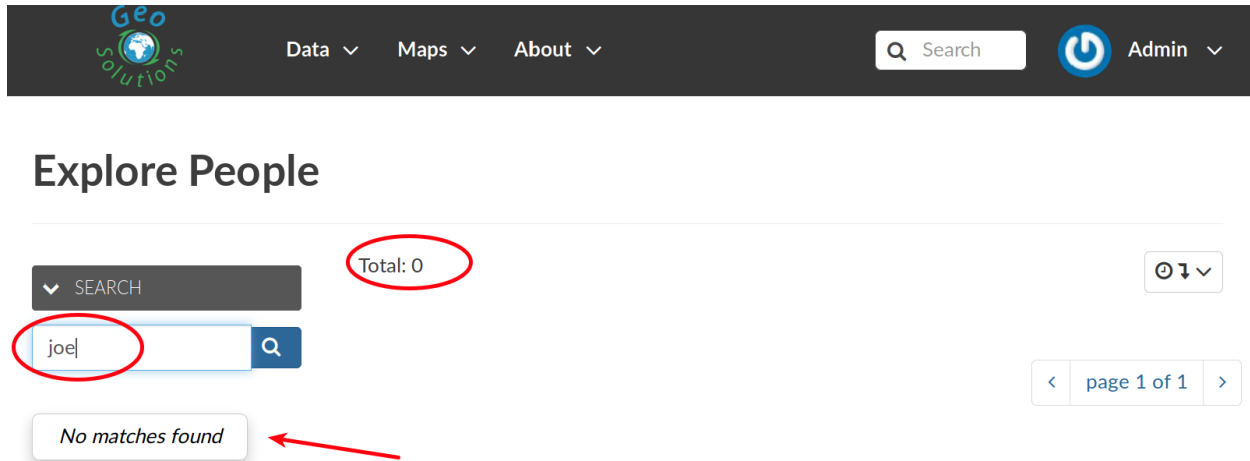 Geo
Solutions
Data Maps About Search Admin
Explore People
Total: 0
SEARCH
joe
page 1 of 1
No matches found